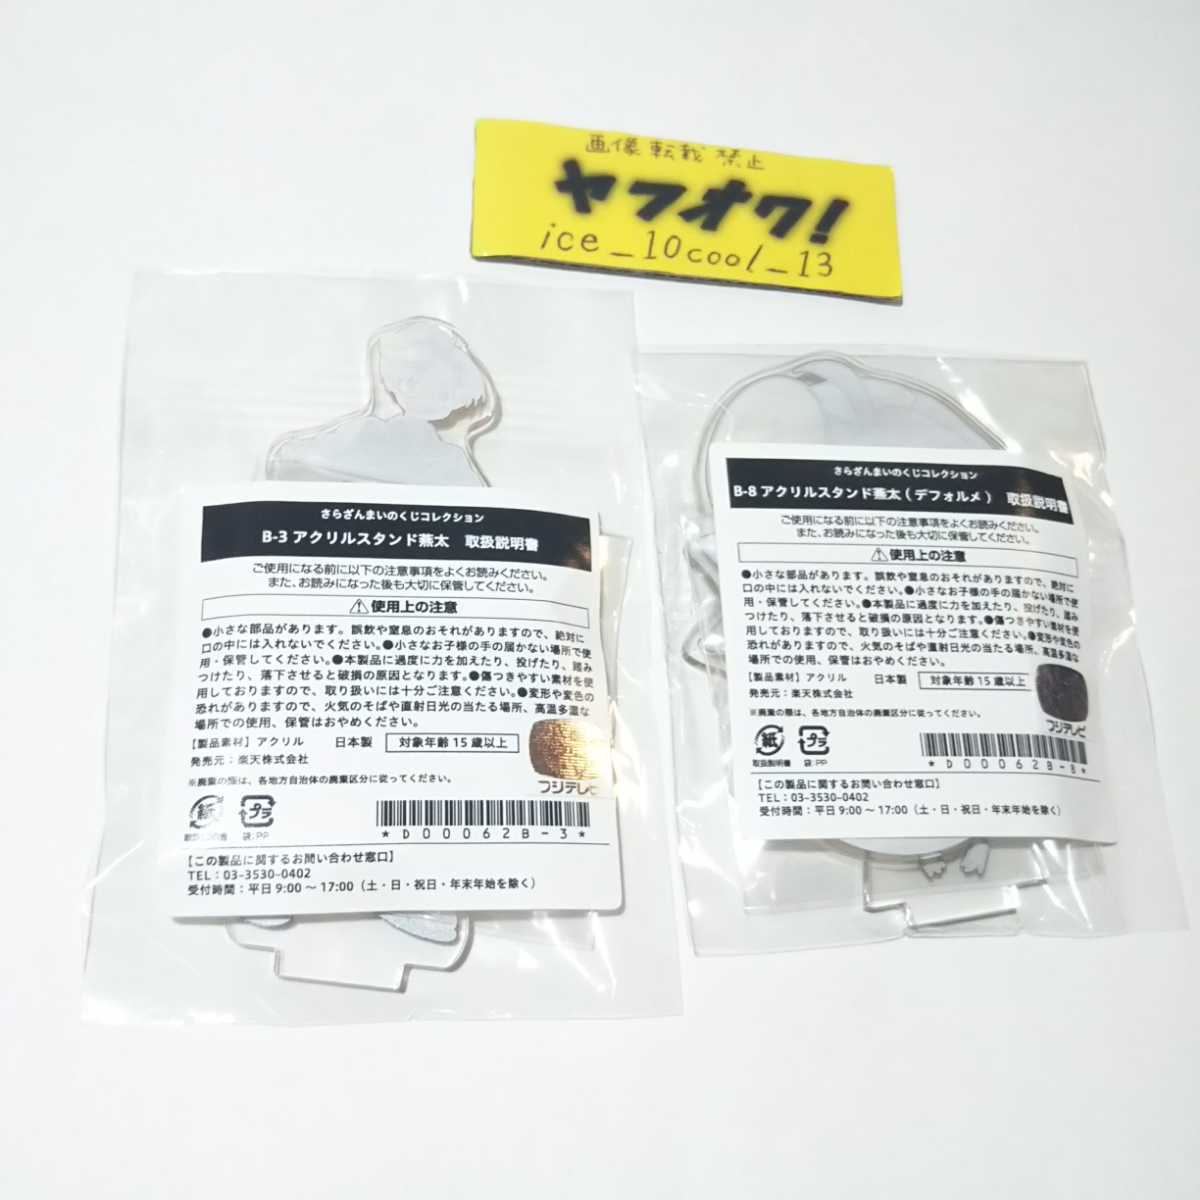 画像転載禁止
ヤフオク!
ice_10cool_13
さらざんまいのくじコレクション
B-3 アクリルスタンド燕太 取扱説明書
ご使用になる前に以下の注意事項をよくお読みください。
また、お読みになった後も大切に保管してください。
⚠使用上の注意
●小さな部品があります。誤飲や窒息のおそれがありますので、絶対に
口の中には入れないでください。●小さなお子様の手の届かない場所で使
用・保管してください。●本製品に過度に力を加えたり、投げたり、踏み
つけたり、落下させると破損の原因となります。●傷つきやすい素材を使
用しておりますので、取り扱いには十分ご注意ください。●変形や変色の
恐れがありますので、火気のそばや直射日光の当たる場所、高温多湿な
場所での使用、保管はおやめください。
【製品素材】アクリル 日本製 対象年齢15歳以上
発売元：楽天株式会社
※廃棄の際は、各地方自治体の廃棄区分に従ってください。
フジテレビ
紙 プラ
取扱説明書 袋:PP
*D00062B-3*
【この製品に関するお問い合わせ窓口】
TEL：03-3530-0402
受付時間：平日 9:00～17:00（土・日・祝日・年末年始を除く）
さらざんまいのくじコレクション
B-8 アクリルスタンド燕太（デフォルメ） 取扱説明書
ご使用になる前に以下の注意事項をよくお読みください。
また、お読みになった後も大切に保管してください。
⚠使用上の注意
●小さな部品があります。誤飲や窒息のおそれがありますので、絶対に
口の中には入れないでください。●小さなお子様の手の届かない場所で使
用・保管してください。●本製品に過度に力を加えたり、投げたり、踏み
つけたり、落下させると破損の原因となります。●傷つきやすい素材を使
用しておりますので、取り扱いには十分ご注意ください。●変形や変色の
恐れがありますので、火気のそばや直射日光の当たる場所、高温多湿な
場所での使用、保管はおやめください。
【製品素材】アクリル 日本製 対象年齢15歳以上
発売元：楽天株式会社
※廃棄の際は、各地方自治体の廃棄区分に従ってください。
フジテレビ
紙 プラ
取扱説明書 袋:PP
*D00062B-8*
【この製品に関するお問い合わせ窓口】
TEL：03-3530-0402
受付時間：平日 9:00～17:00（土・日・祝日・年末年始を除く）